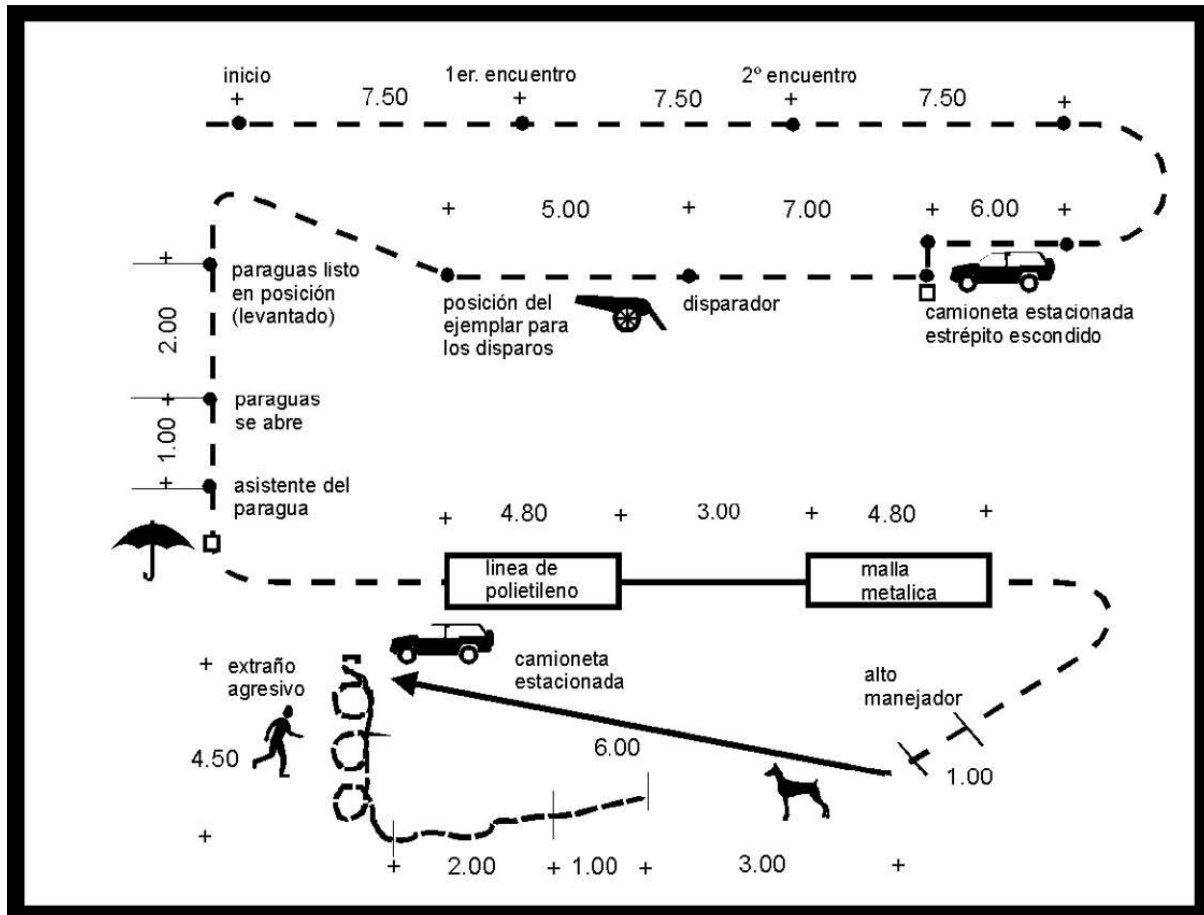 inicio
1er. encuentro
2º encuentro
+ 7.50 + 7.50 + 7.50 +
+ 5.00 + 7.00 + 6.00 +
paraguas listo
en posición
(levantado)
posición del
ejemplar para
los disparos
disparador
camioneta estacionada
estrépito escondido
+
2.00
+
paraguas
se abre
1.00
+
asistente del
paragua
+ 4.80 + 3.00 + 4.80 +
linea de
polietileno
malla
metalica
+
extraño
agresivo
camioneta
estacionada
alto
manejador
4.50
6.00
1.00
+
+ 2.00 + 1.00 + 3.00 +